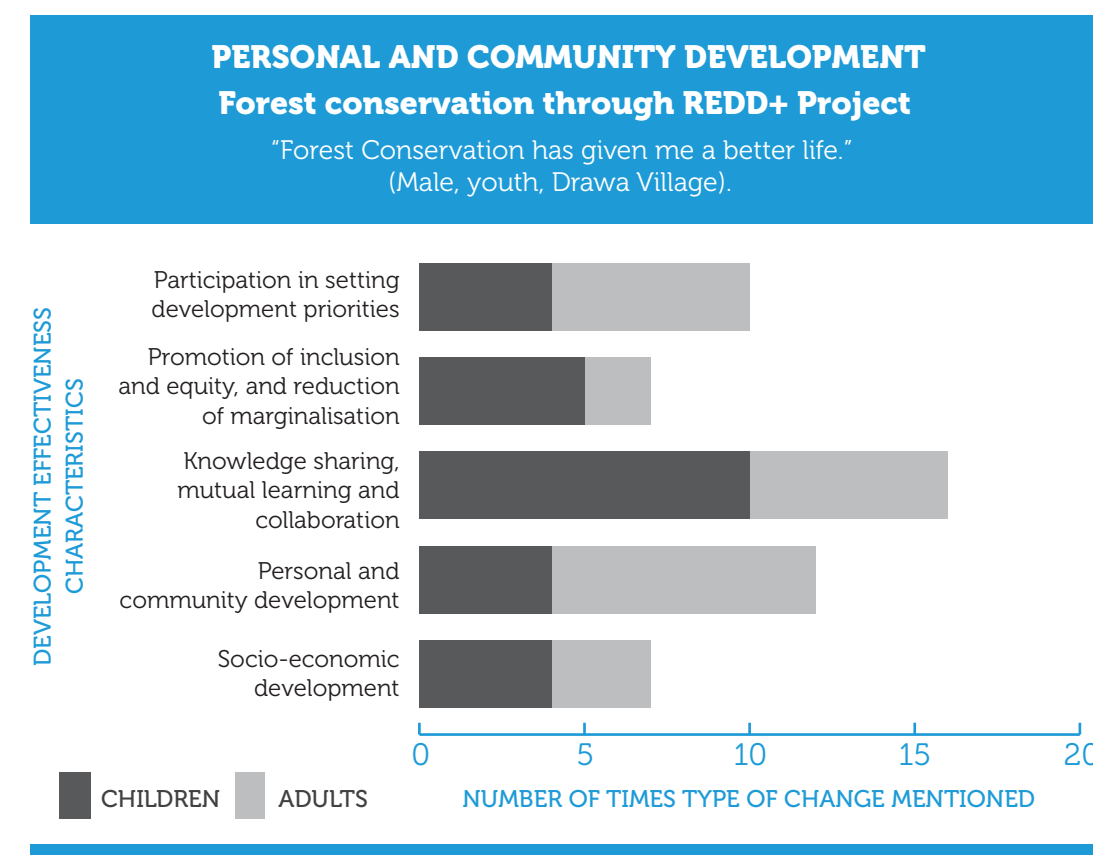 PERSONAL AND COMMUNITY DEVELOPMENT
Forest conservation through REDD+ Project
“Forest Conservation has given me a better life.”
(Male, youth, Drawa Village).
DEVELOPMENT EFFECTIVENESS
CHARACTERISTICS
Participation in setting
development priorities
Promotion of inclusion
and equity, and reduction
of marginalisation
Knowledge sharing,
mutual learning and
collaboration
Personal and
community development
Socio-economic
development
0 5 10 15 20
CHILDREN ADULTS
NUMBER OF TIMES TYPE OF CHANGE MENTIONED